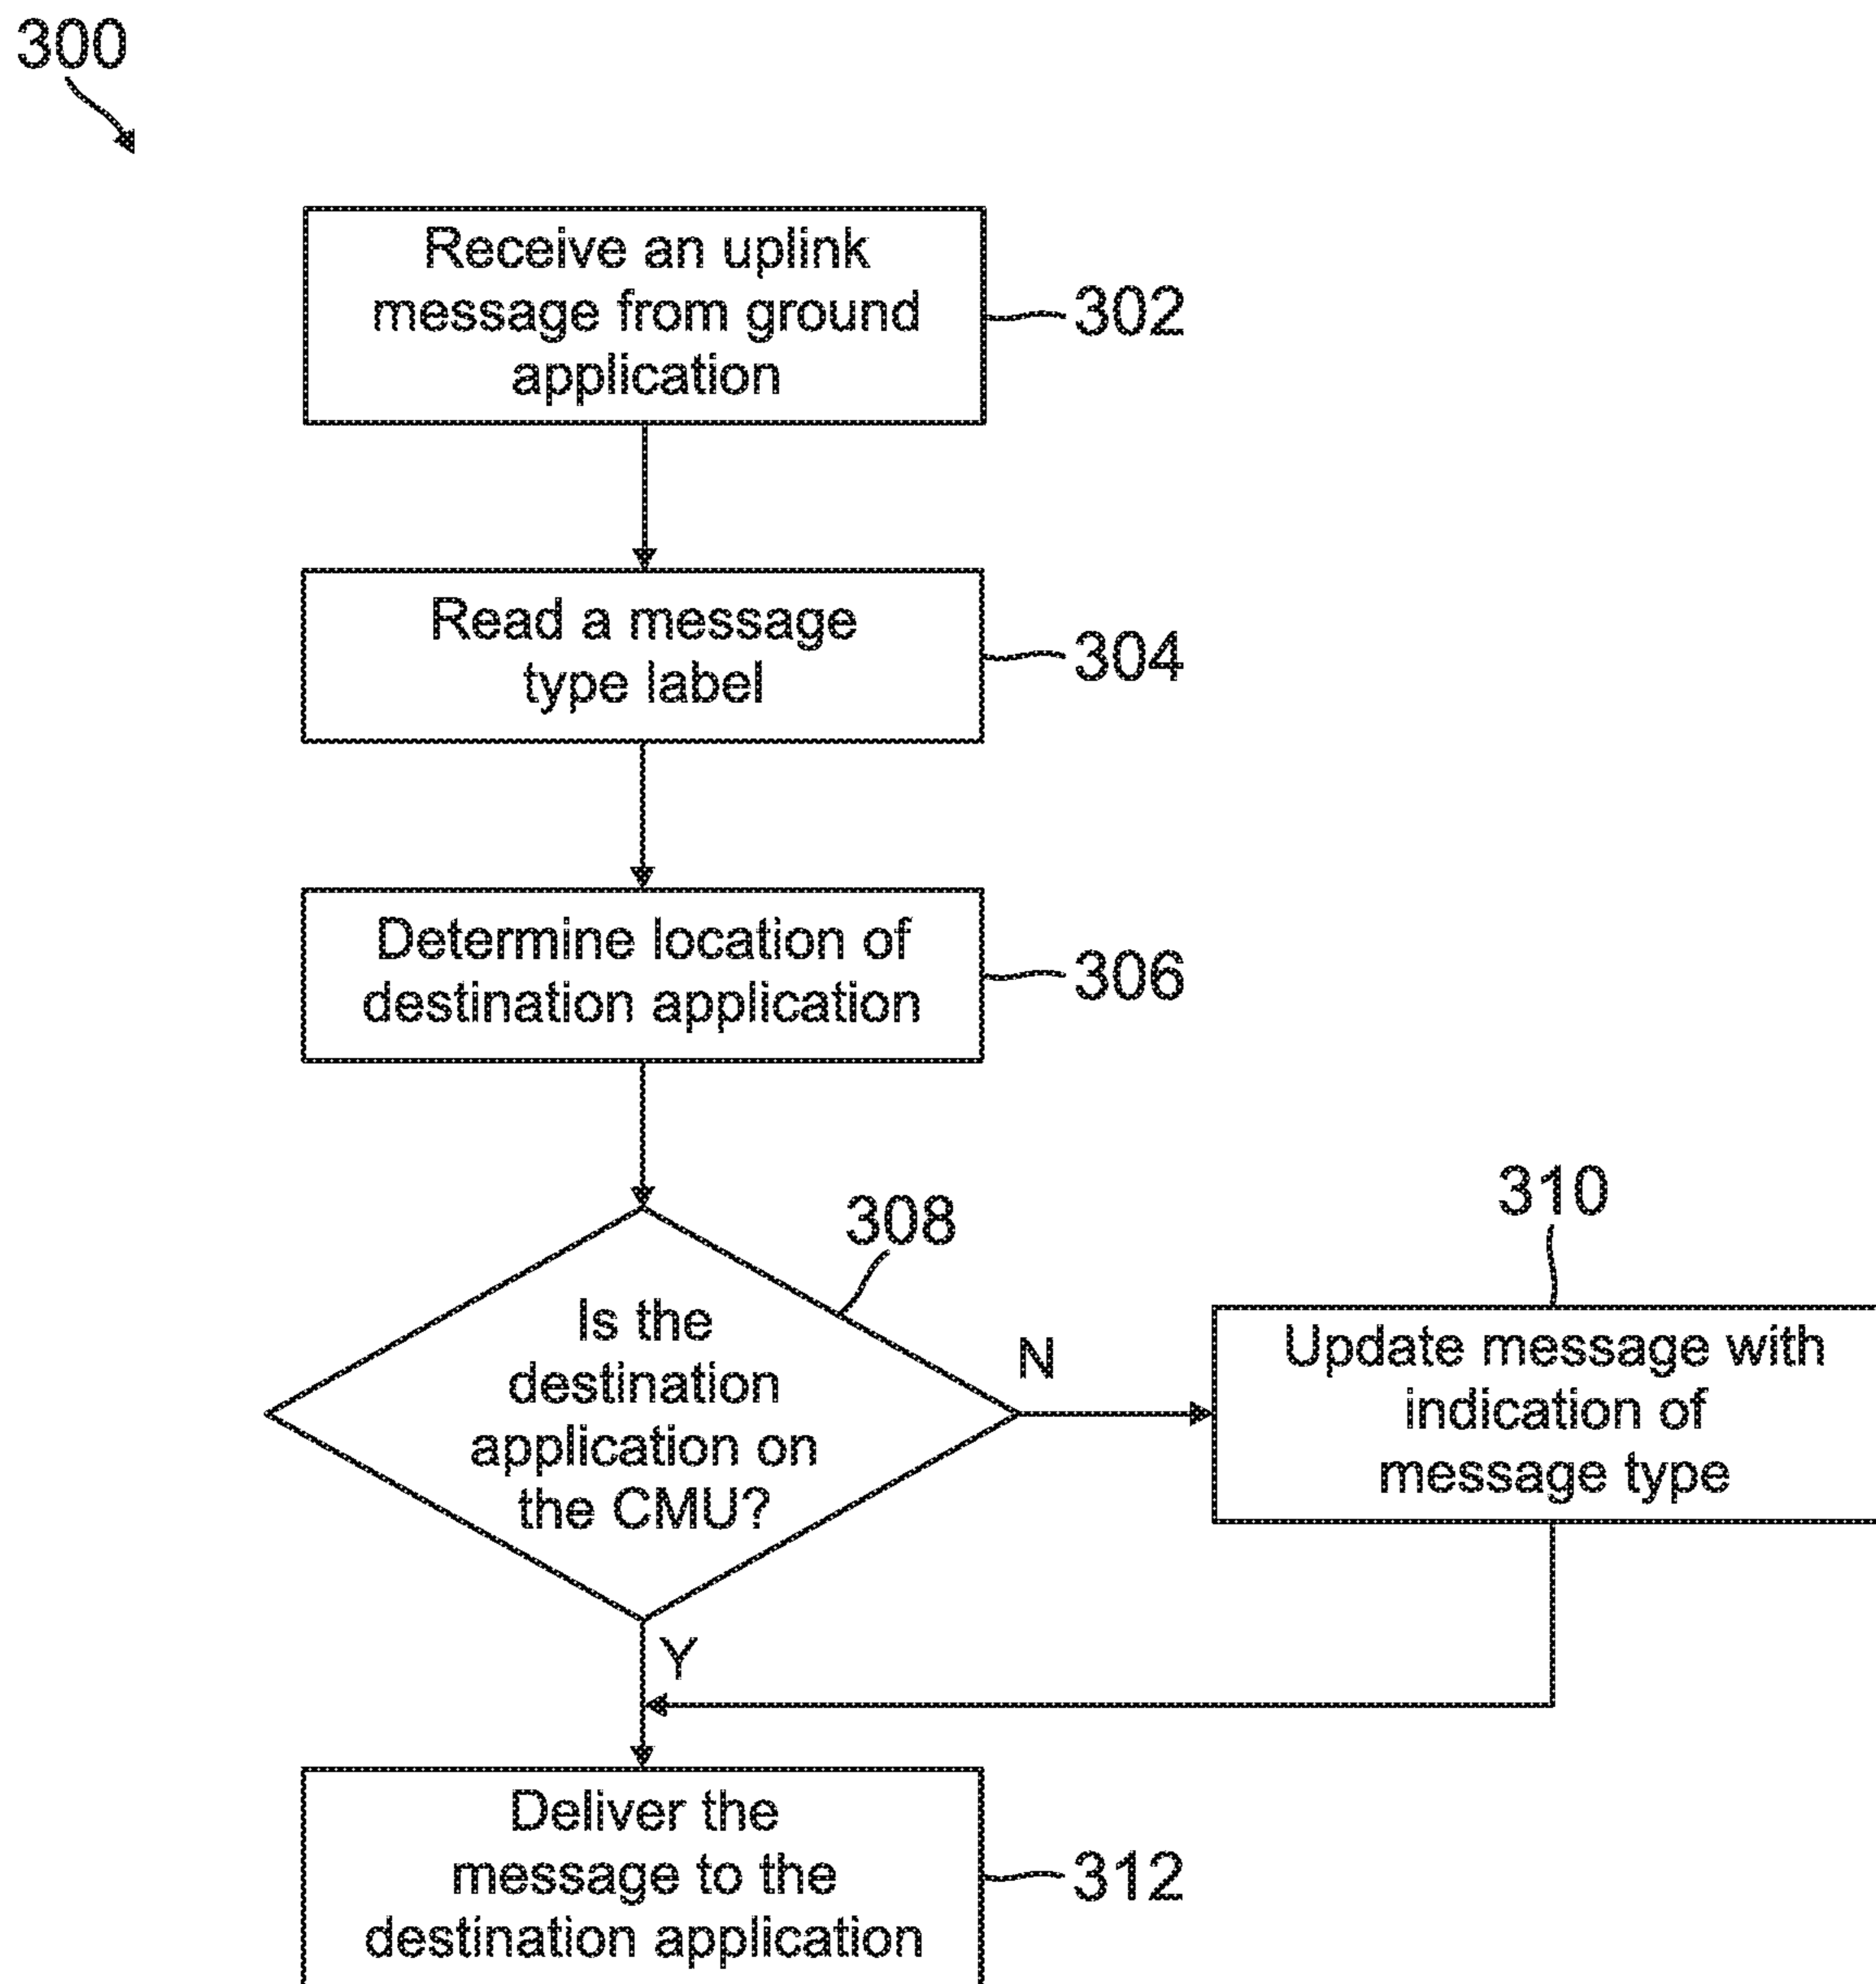 300
Receive an uplink
message from ground
application
302
Read a message
type label
304
Determine location of
destination application
306
308
Is the
destination
application on
the CMU?
N
310
Update message with
indication of
message type
Y
Deliver the
message to the
destination application
312